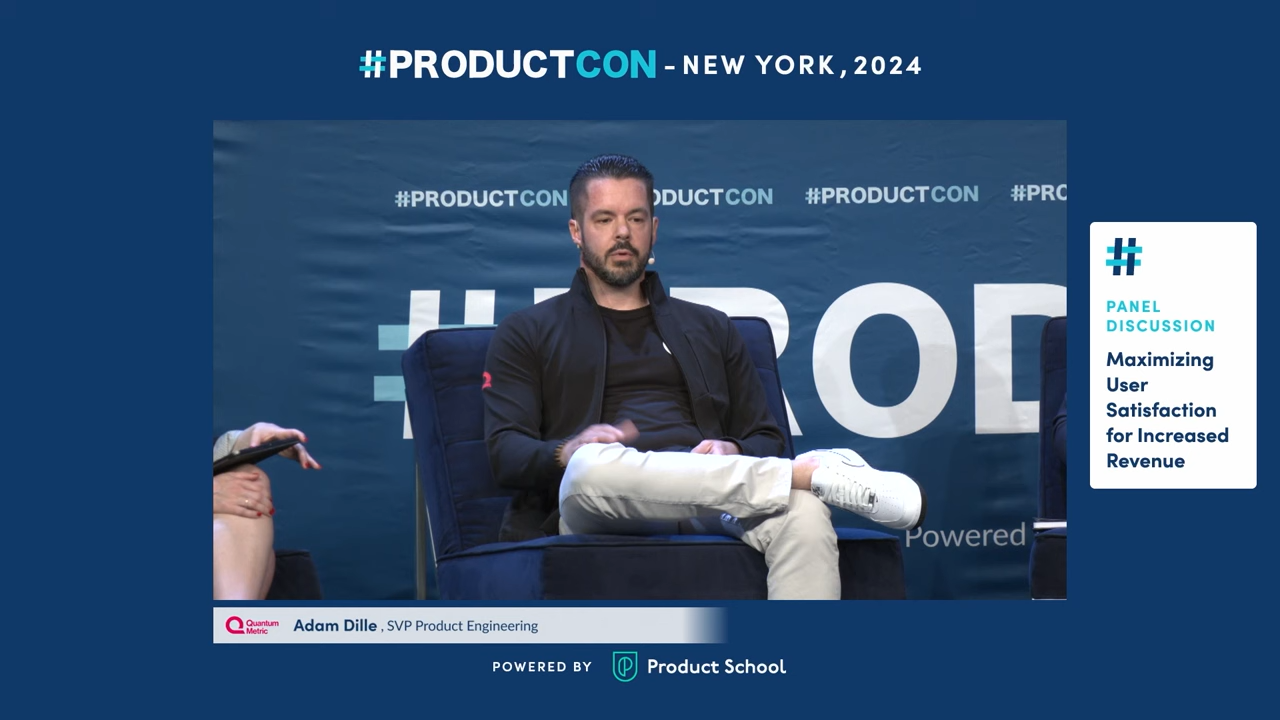 #PRODUCTCON - NEW YORK, 2024
#PRODUCTCON ODUCTCON #PRODUCTCON #PRO
#PROD
Powered
#
PANEL
DISCUSSION
Maximizing
User
Satisfaction
for Increased
Revenue
Quantum
Metric
Adam Dille, SVP Product Engineering
POWERED BY Product School